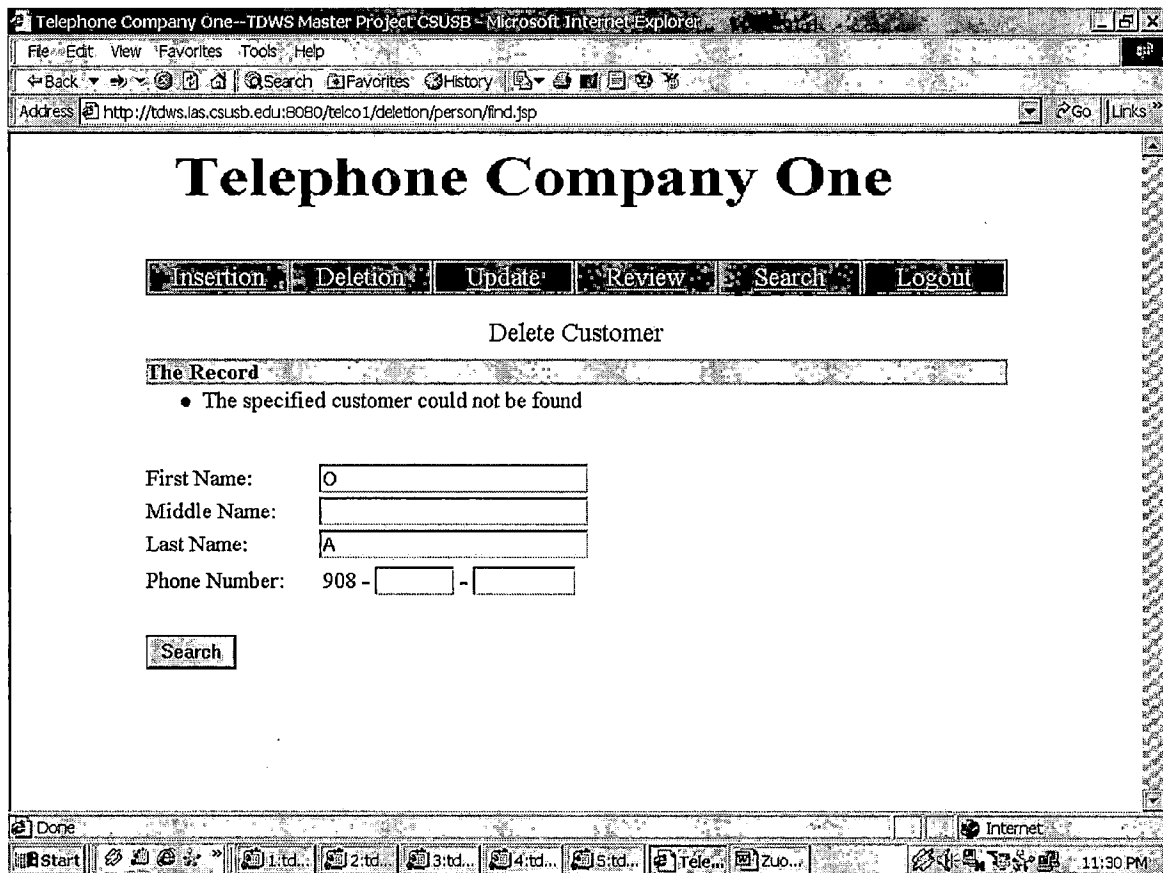 Telephone Company One--TDWS Master Project CSUSB - Microsoft Internet Explorer
File Edit View Favorites Tools Help
Back Search Favorites History
Address http://tdws.las.csusb.edu:8080/telco1/deletion/person/find.jsp Go Links »
Telephone Company One
Insertion Deletion Update Review Search Logout
Delete Customer
The Record
• The specified customer could not be found
First Name: O
Middle Name:
Last Name: A
Phone Number: 908 - -
Search
Done Internet
Start » 1:td... 2:td... 3:td... 4:td... 5:td... Tele... Zuo... 11:30 PM